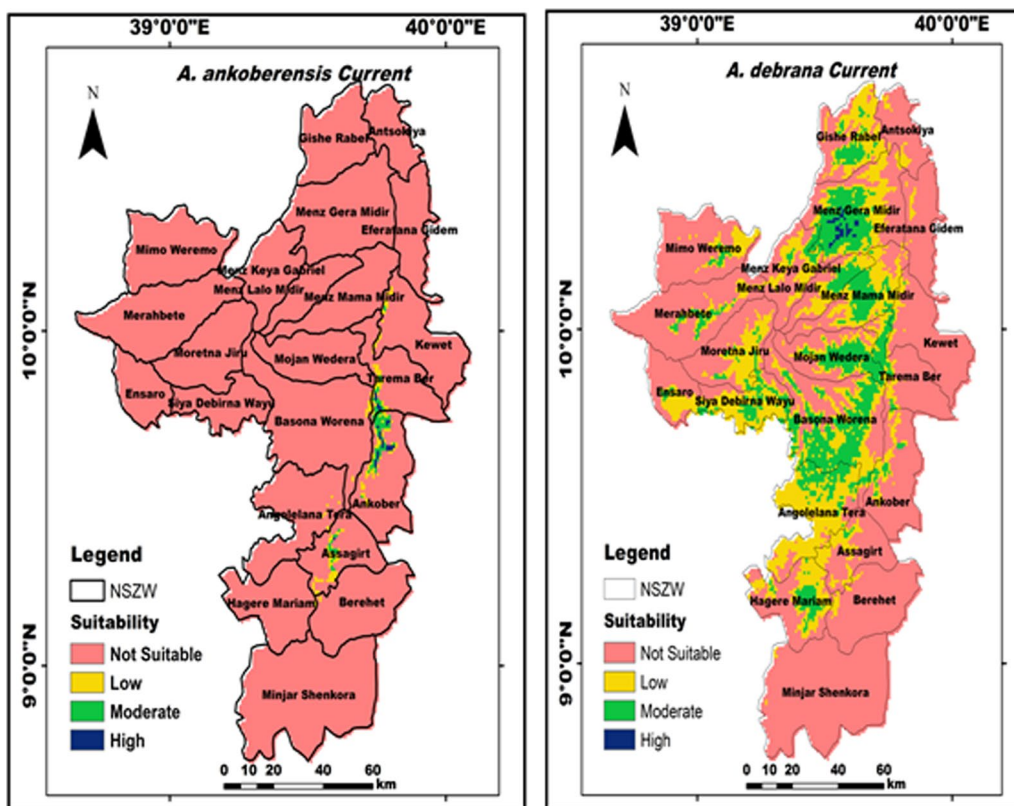 39°0'0"E 40°0'0"E
A. ankoberensis Current
N
Gishe Rabel
Antsokiya
Menz Gera Midir
Eferatana Gidem
Mimo Weremo
Menz Keya Gabriel
Menz Lalo Midir
Menz Mama Midir
Merahbete
10°0'0"N
Kewet
Moretna Jiru
Mojan Wedera
Tarema Ber
Ensaro
Siya Debirna Wayu
Basona Worena
Ankober
Angolelana Tera
Assagirt
Hagere Mariam
Berehet
9°0'0"N
Minjar Shenkora
Legend
NSZW
Suitability
Not Suitable
Low
Moderate
High
0 10 20 40 60
km
39°0'0"E 40°0'0"E
A. debrana Current
N
Gishe Rabel
Antsokiya
Menz Gera Midir
Eferatana Gidem
Mimo Weremo
Menz Keya Gabriel
Menz Lalo Midir
Menz Mama Midir
Merahbete
10°0'0"N
Kewet
Moretna Jiru
Mojan Wedera
Tarema Ber
Ensaro
Siya Debirna Wayu
Basona Worena
Ankober
Angolelana Tera
Assagirt
Hagere Mariam
Berehet
9°0'0"N
Minjar Shenkora
Legend
NSZW
Suitability
Not Suitable
Low
Moderate
High
0 10 20 40 60
km